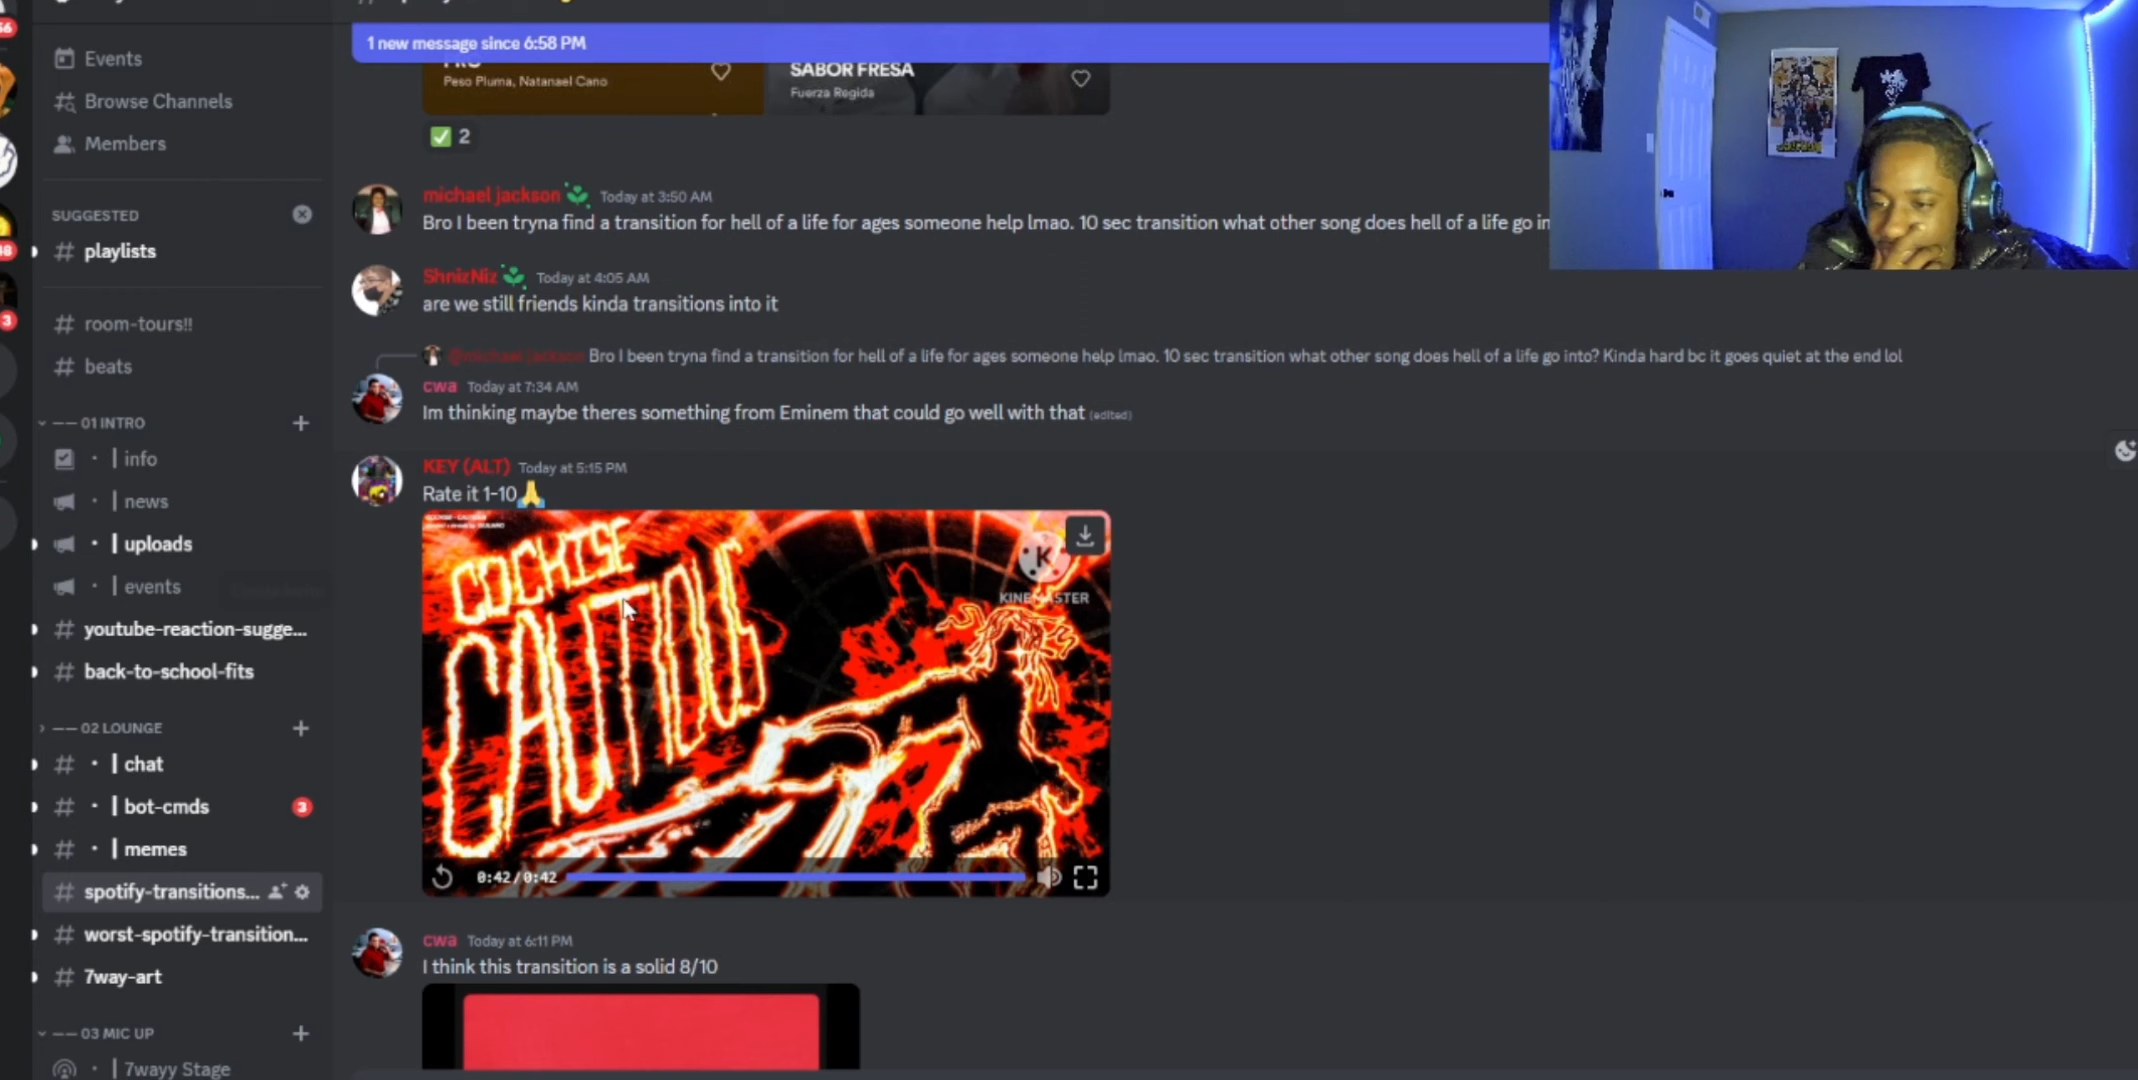 1 new message since 6:58 PM
56
Events
Browse Channels
Members
SUGGESTED
# playlists
# room-tours!!
# beats
—— 01 INTRO
info
news
uploads
events
# youtube-reaction-sugge...
# back-to-school-fits
—— 02 LOUNGE
# chat
# bot-cmds 3
# memes
# spotify-transitions...
# worst-spotify-transition...
# 7way-art
—— 03 MIC UP
7wayy Stage
Peso Pluma, Natanael Cano
SABOR FRESA
Fuerza Regida
✅ 2
michael jackson Today at 3:50 AM
Bro I been tryna find a transition for hell of a life for ages someone help lmao. 10 sec transition what other song does hell of a life go in
ShnizNiz Today at 4:05 AM
are we still friends kinda transitions into it
@michael jackson Bro I been tryna find a transition for hell of a life for ages someone help lmao. 10 sec transition what other song does hell of a life go into? Kinda hard bc it goes quiet at the end lol
cwa Today at 7:34 AM
Im thinking maybe theres something from Eminem that could go well with that (edited)
KEY (ALT) Today at 5:15 PM
Rate it 1-10🙏
COCHISE
CAUTIOUS
K
KINEMASTER
0:42/0:42
cwa Today at 6:11 PM
I think this transition is a solid 8/10